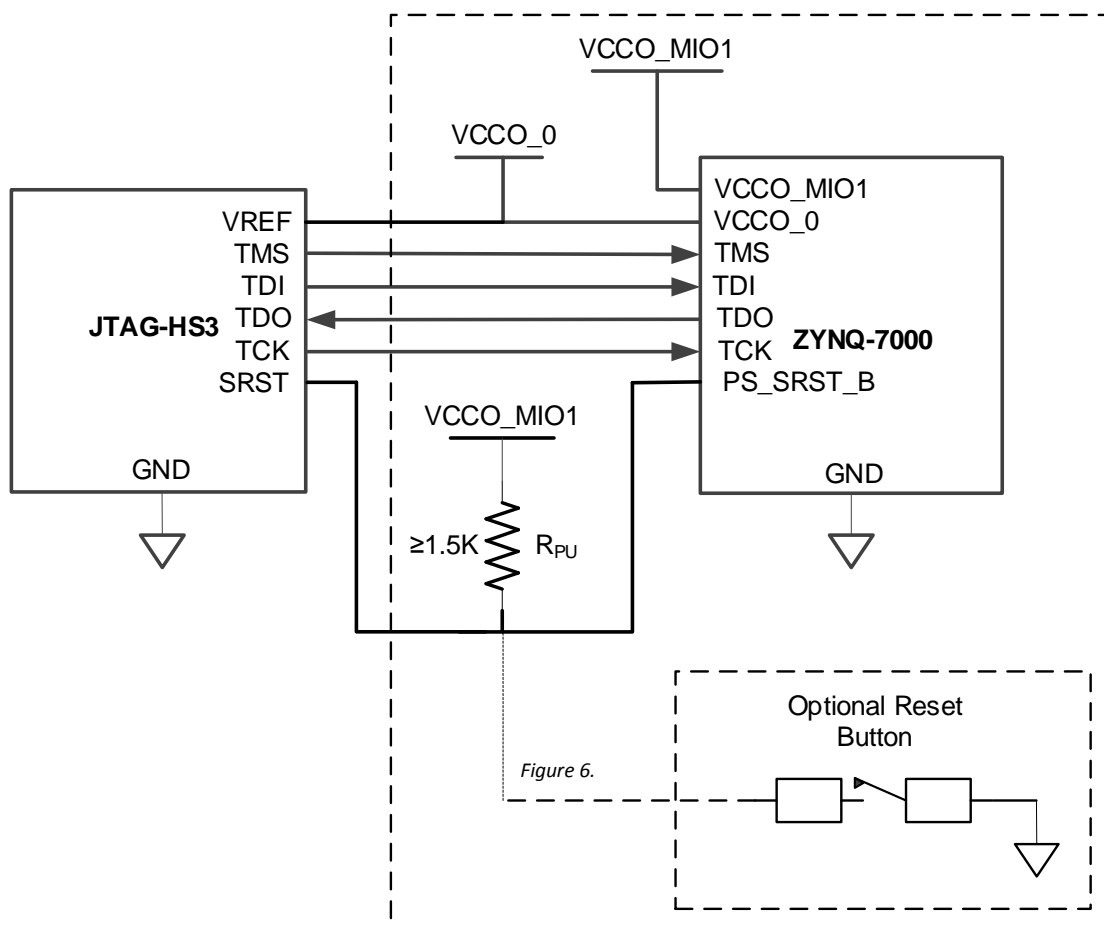 VCCO_MIO1
VCCO_0
VREF
TMS
TDI
TDO
TCK
SRST
JTAG-HS3
GND
VCCO_MIO1
VCCO_0
TMS
TDI
TDO
TCK
PS_SRST_B
ZYNQ-7000
GND
VCCO_MIO1
≥1.5K
RPU
Figure 6.
Optional Reset
Button